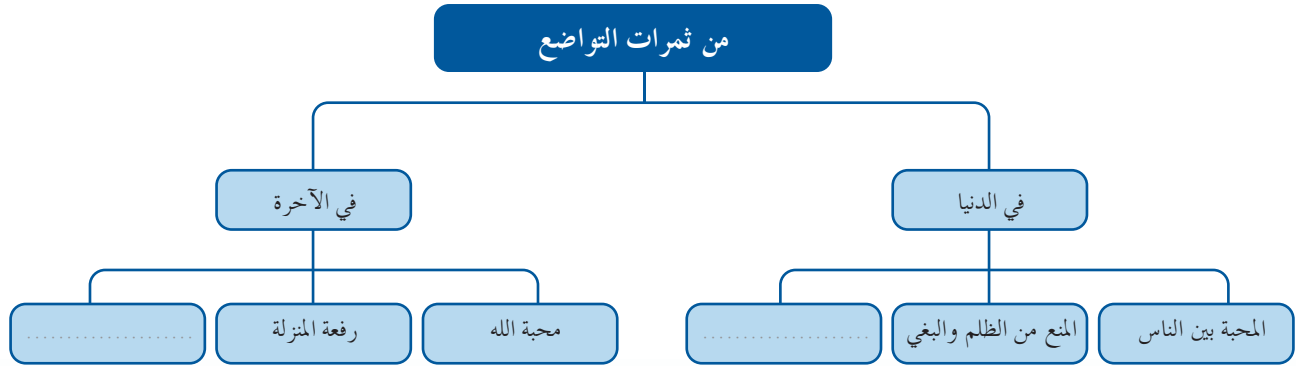 من ثمرات التواضع
في الدنيا
في الآخرة
المحبة بين الناس
المنع من الظلم والبغي
.....................
محبة الله
رفعة المنزلة
.....................